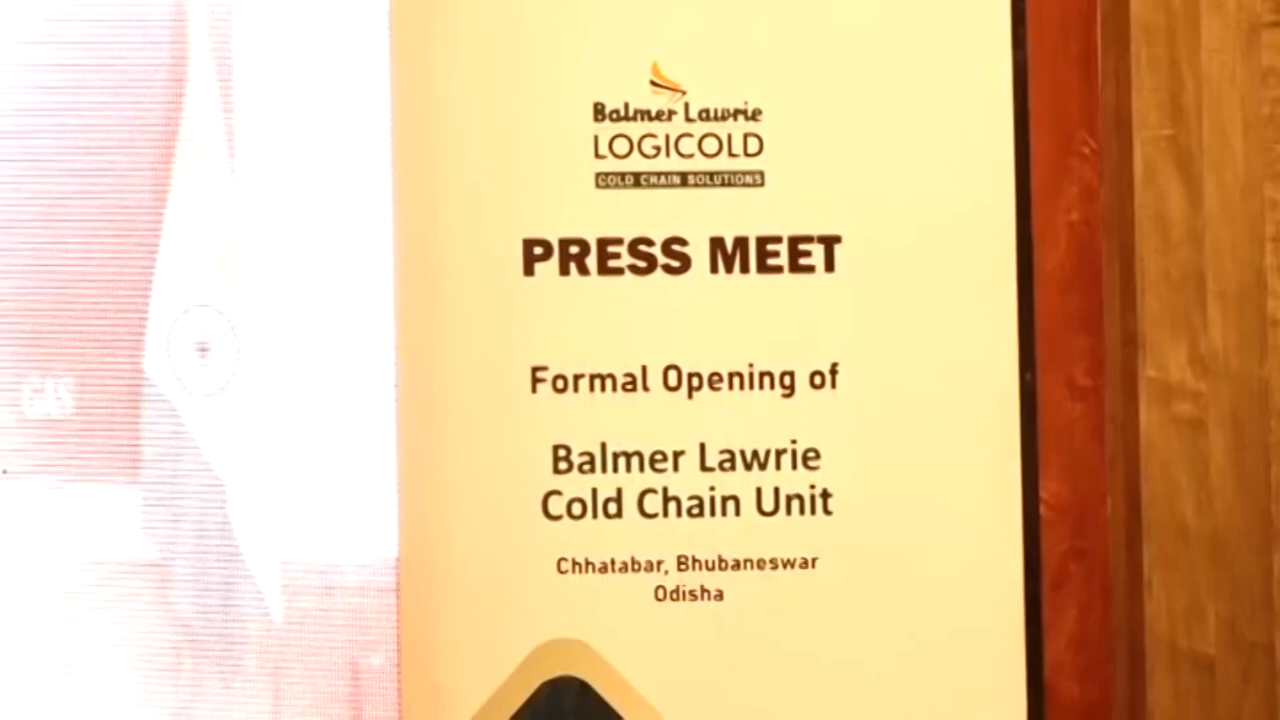 GAS
Balmer Lawrie
LOGICOLD
COLD CHAIN SOLUTIONS
PRESS MEET
Formal Opening of
Balmer Lawrie
Cold Chain Unit
Chhatabar, Bhubaneswar
Odisha